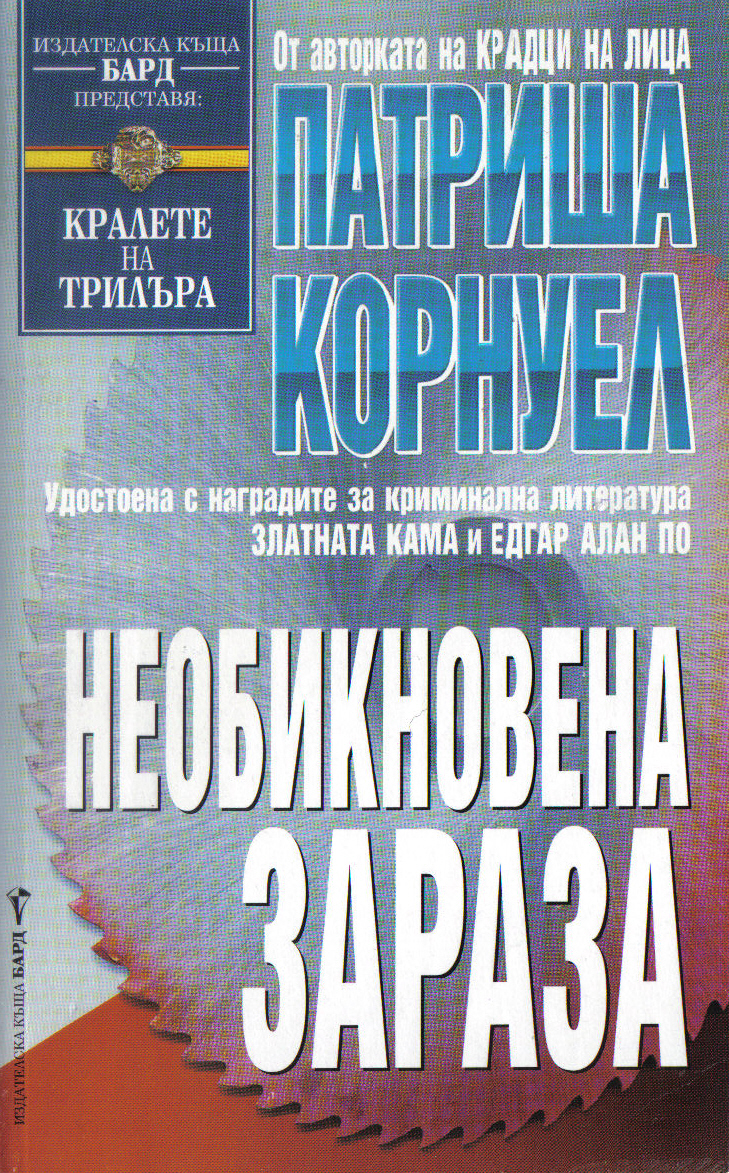 ИЗДАТЕЛСКА КЪЩА
БАРД
ПРЕДСТАВЯ:
КРАЛЕТЕ
НА
ТРИЛЪРА
От авторката на КРАДЦИ НА ЛИЦА
ПАТРИША
КОРНУЕЛ
Удостоена с наградите за криминална литература
ЗЛАТНАТА КАМА и ЕДГАР АЛАН ПО
НЕОБИКНОВЕНА
ЗАРАЗА
ИЗДАТЕЛСКА КЪЩА БАРД